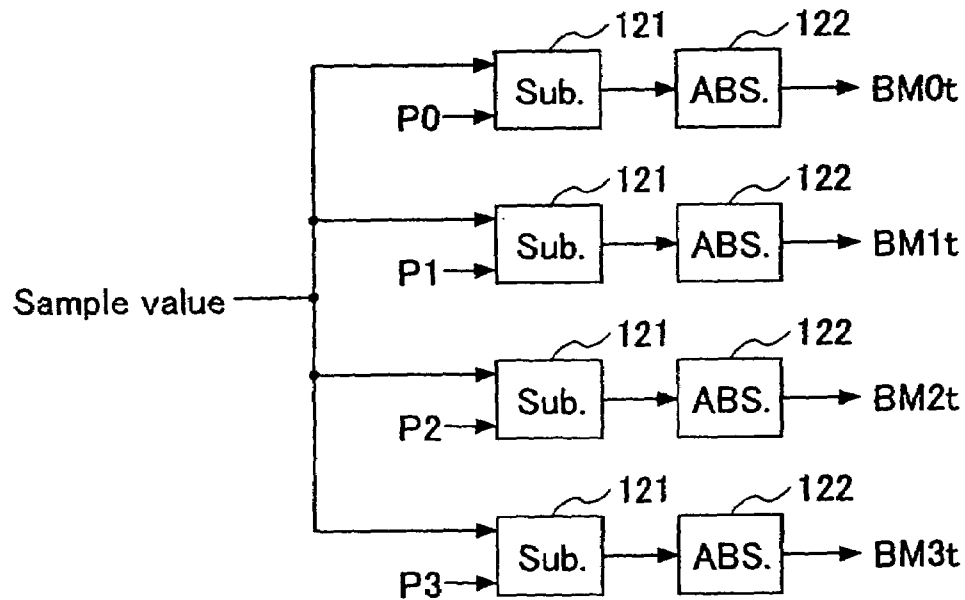 121 122
Sub. ABS. BM0t
P0
121 122
Sub. ABS. BM1t
P1
Sample value
121 122
Sub. ABS. BM2t
P2
121 122
Sub. ABS. BM3t
P3